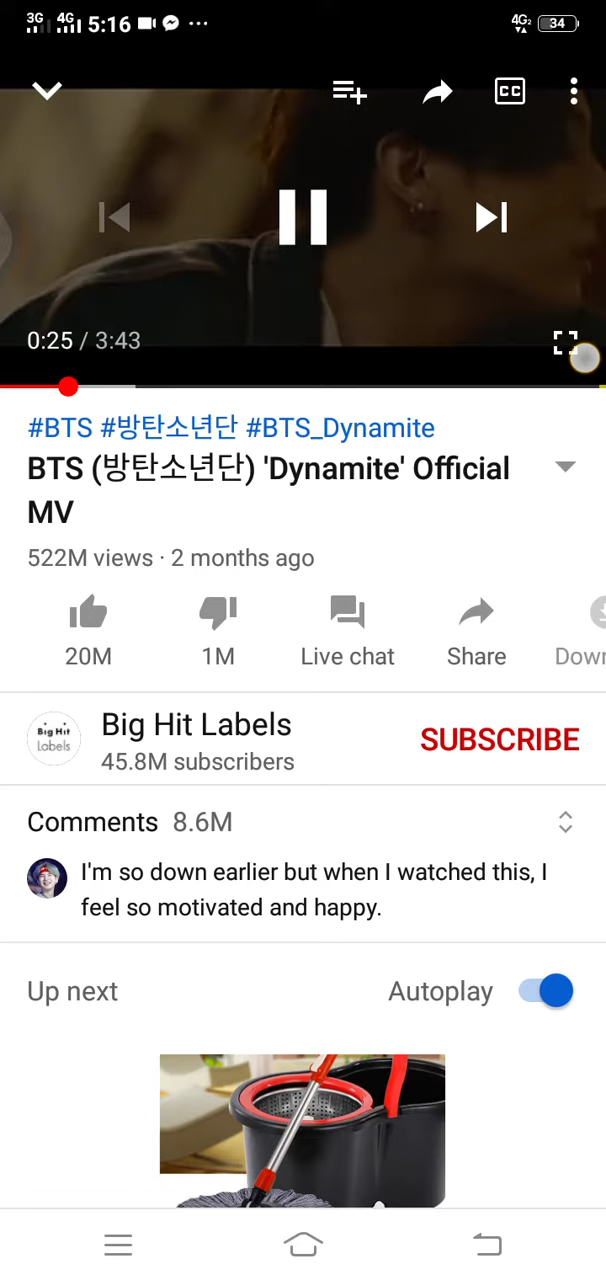 3G 4G 5:16 ... 4G2 34
CC
0:25 / 3:43
#BTS #방탄소년단 #BTS_Dynamite
BTS (방탄소년단) 'Dynamite' Official
MV
522M views · 2 months ago
20M 1M Live chat Share Down
Big Hit
Labels
Big Hit Labels
45.8M subscribers
SUBSCRIBE
Comments 8.6M
I'm so down earlier but when I watched this, I
feel so motivated and happy.
Up next Autoplay